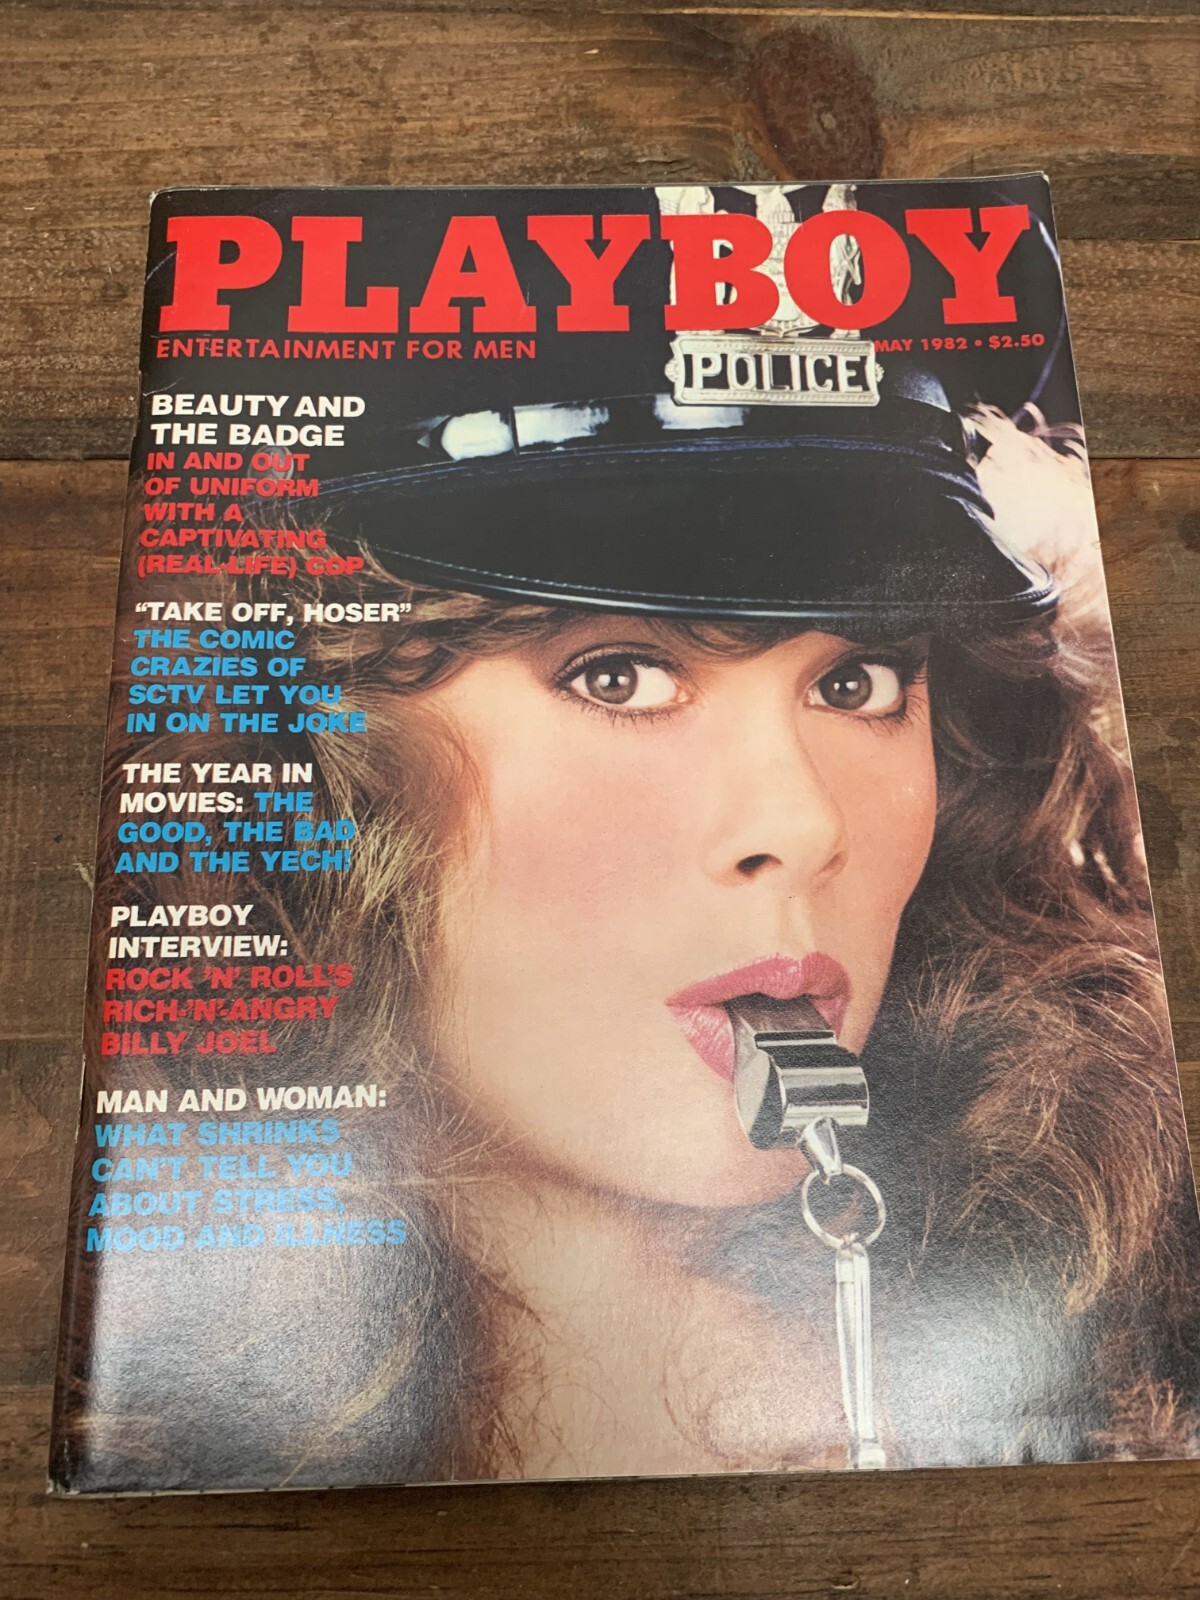 PLAYBOY
ENTERTAINMENT FOR MEN
MAY 1982 • $2.50
POLICE
BEAUTY AND
THE BADGE
IN AND OUT
OF UNIFORM
WITH A
CAPTIVATING
(REAL-LIFE) COP
“TAKE OFF, HOSER”
THE COMIC
CRAZIES OF
SCTV LET YOU
IN ON THE JOKE
THE YEAR IN
MOVIES: THE
GOOD, THE BAD
AND THE YECH!
PLAYBOY
INTERVIEW:
ROCK ’N’ ROLL’S
RICH-’N’-ANGRY
BILLY JOEL
MAN AND WOMAN:
WHAT SHRINKS
CAN’T TELL YOU
ABOUT STRESS,
MOOD AND ILLNESS